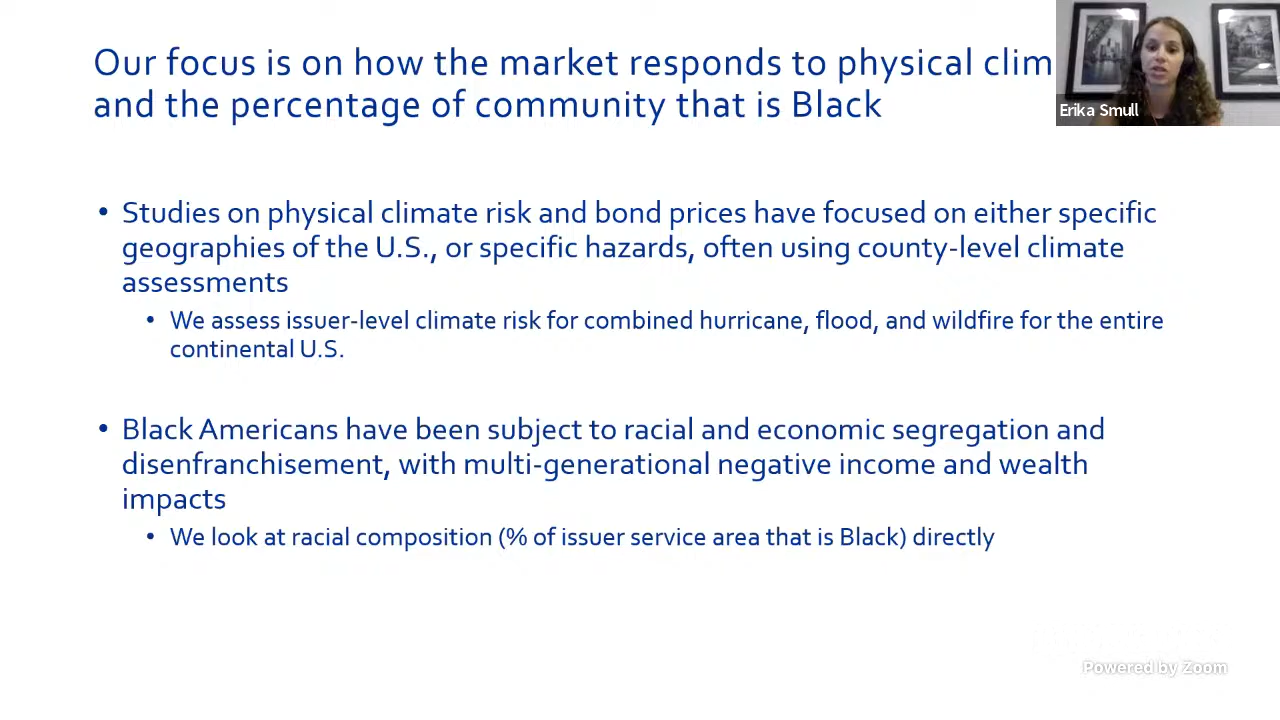 Our focus is on how the market responds to physical clim
and the percentage of community that is Black
Erika Smull
• Studies on physical climate risk and bond prices have focused on either specific
geographies of the U.S., or specific hazards, often using county-level climate
assessments
• We assess issuer-level climate risk for combined hurricane, flood, and wildfire for the entire
continental U.S.
• Black Americans have been subject to racial and economic segregation and
disenfranchisement, with multi-generational negative income and wealth
impacts
• We look at racial composition (% of issuer service area that is Black) directly
Powered by Zoom